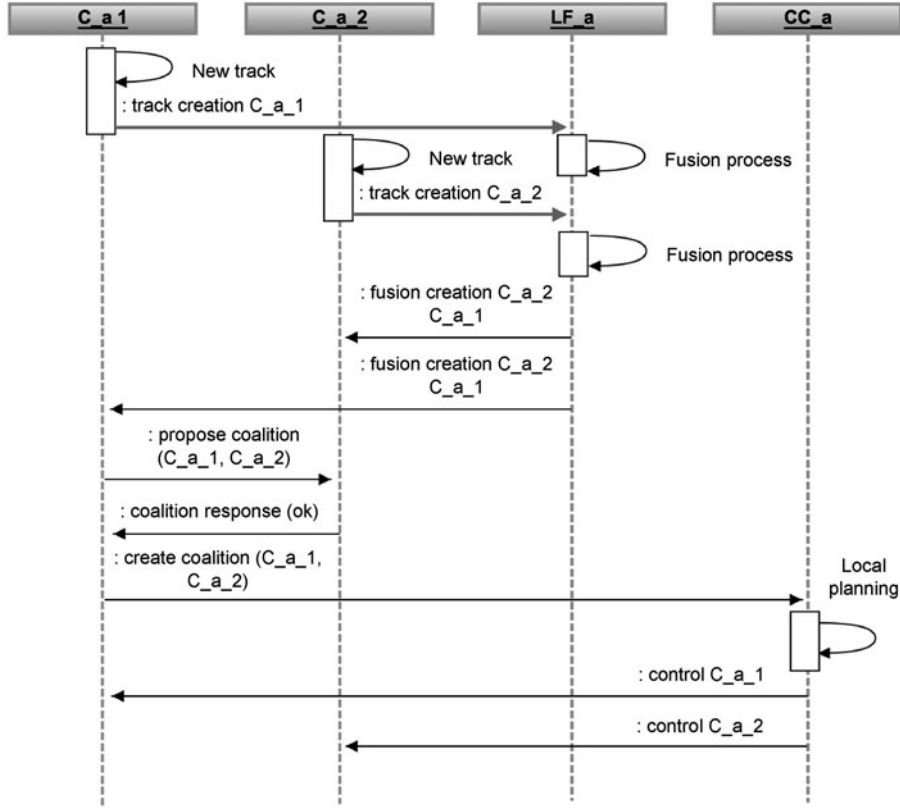 C_a 1
C_a_2
LF_a
CC_a
New track
: track creation C_a_1
New track
Fusion process
: track creation C_a_2
Fusion process
: fusion creation C_a_2
C_a_1
: fusion creation C_a_2
C_a_1
: propose coalition
(C_a_1, C_a_2)
: coalition response (ok)
: create coalition (C_a_1,
C_a_2)
Local
planning
: control C_a_1
: control C_a_2